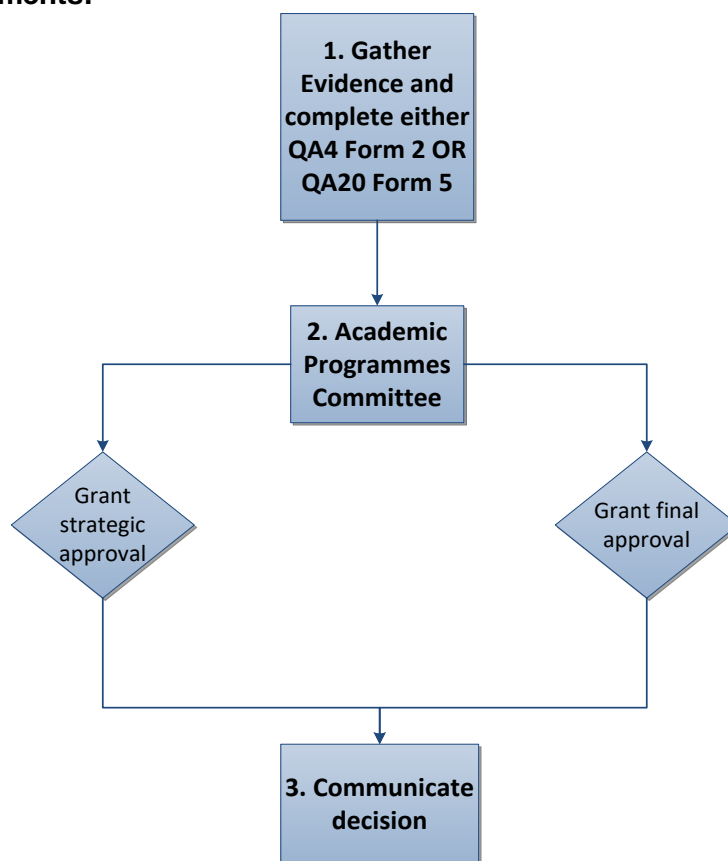 1. Gather
Evidence and
complete either
QA4 Form 2 OR
QA20 Form 5
2. Academic
Programmes
Committee
Grant
strategic
approval
Grant final
approval
3. Communicate
decision